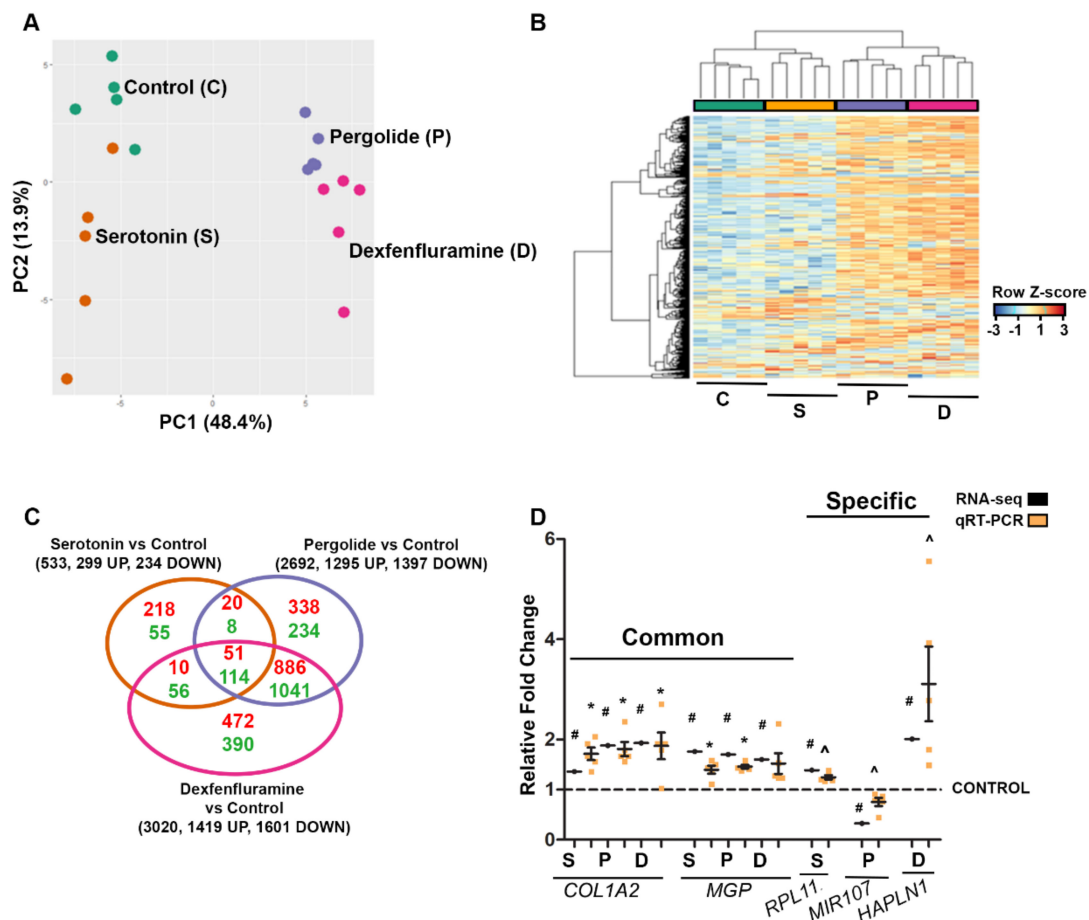 A
Control (C)
Pergolide (P)
Serotonin (S)
Dexfenfluramine (D)
PC2 (13.9%)
5
0
-5
-5
5
PC1 (48.4%)
B
Row Z-score
-3 -1 1 3
C S P D
C
Serotonin vs Control
(533, 299 UP, 234 DOWN)
Pergolide vs Control
(2692, 1295 UP, 1397 DOWN)
218
55
20
8
338
234
10
56
51
114
886
1041
472
390
Dexfenfluramine
vs Control
(3020, 1419 UP, 1601 DOWN)
D
RNA-seq
qRT-PCR
Specific
Common
Relative Fold Change
6
4
2
1
0
# * # * # *
# * # * #
# ^
# ^
# ^
CONTROL
S P D S P D S P D
COL1A2 MGP RPL11. MIR107 HAPLN1